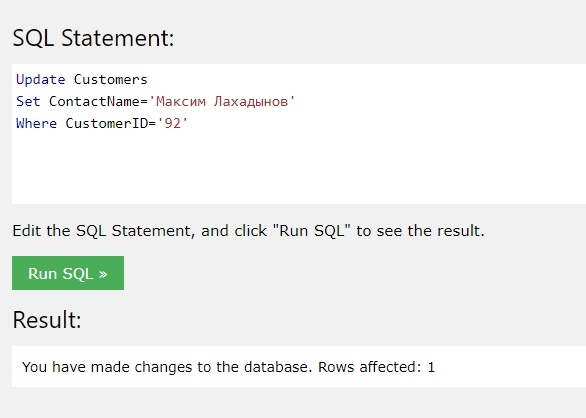 SQL Statement:
Update Customers
Set ContactName='Максим Лахадынов'
Where CustomerID='92'
Edit the SQL Statement, and click "Run SQL" to see the result.
Run SQL »
Result:
You have made changes to the database. Rows affected: 1